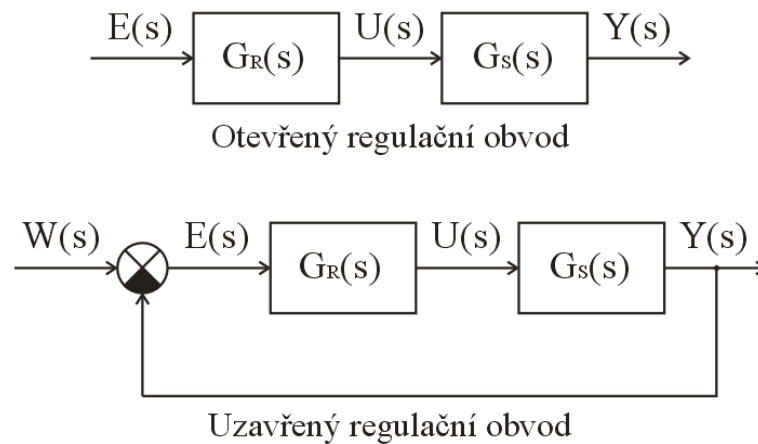 E(s) GR(s) U(s) GS(s) Y(s)
Otevřený regulační obvod
W(s) E(s) GR(s) U(s) GS(s) Y(s)
Uzavřený regulační obvod